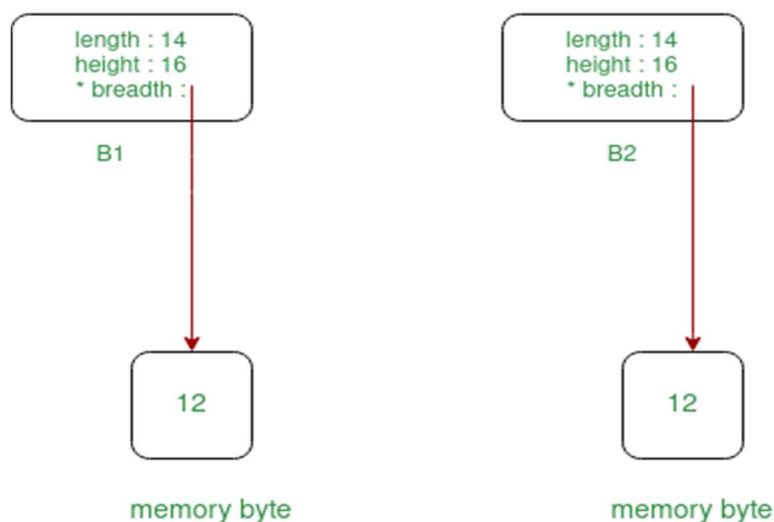 length : 14
height : 16
* breadth :
B1
12
memory byte
length : 14
height : 16
* breadth :
B2
12
memory byte